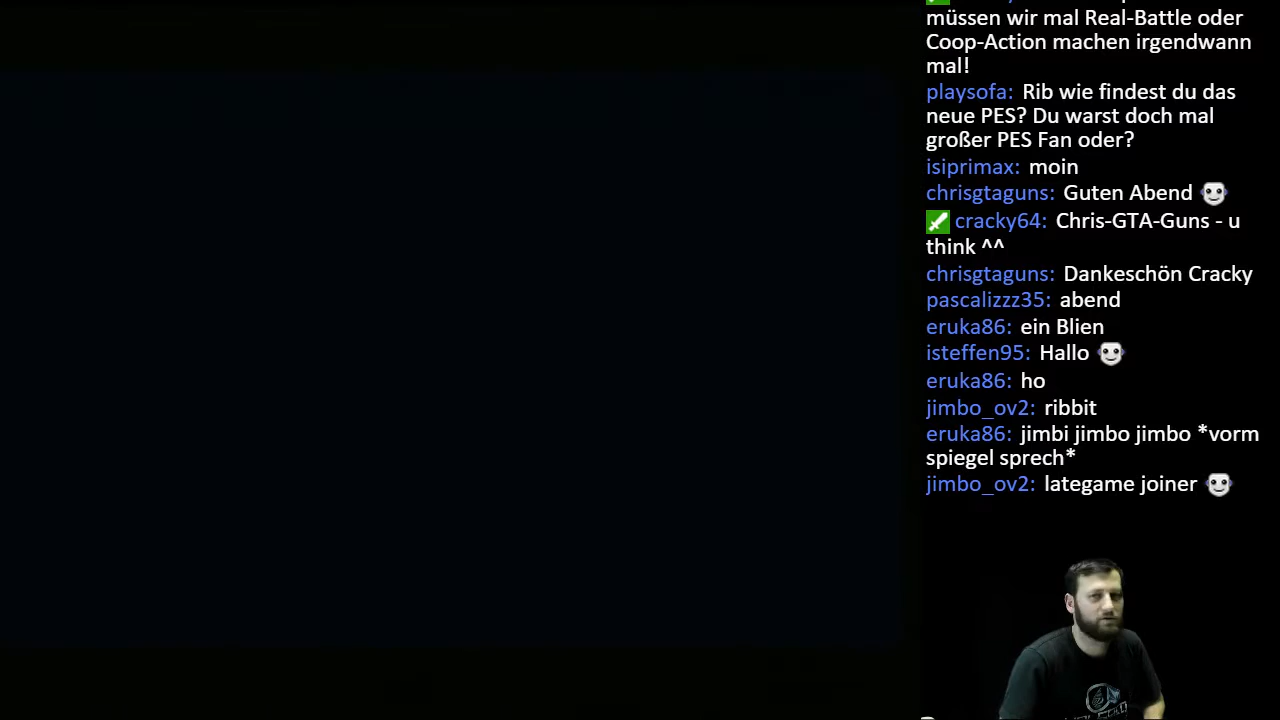 müssen wir mal Real-Battle oder
Coop-Action machen irgendwann
mal!
playsofa: Rib wie findest du das
neue PES? Du warst doch mal
großer PES Fan oder?
isiprimax: moin
chrisgtaguns: Guten Abend
cracky64: Chris-GTA-Guns - u
think ^^
chrisgtaguns: Dankeschön Cracky
pascalizzz35: abend
eruka86: ein Blien
isteffen95: Hallo
eruka86: ho
jimbo_ov2: ribbit
eruka86: jimbi jimbo jimbo *vorm
spiegel sprech*
jimbo_ov2: lategame joiner